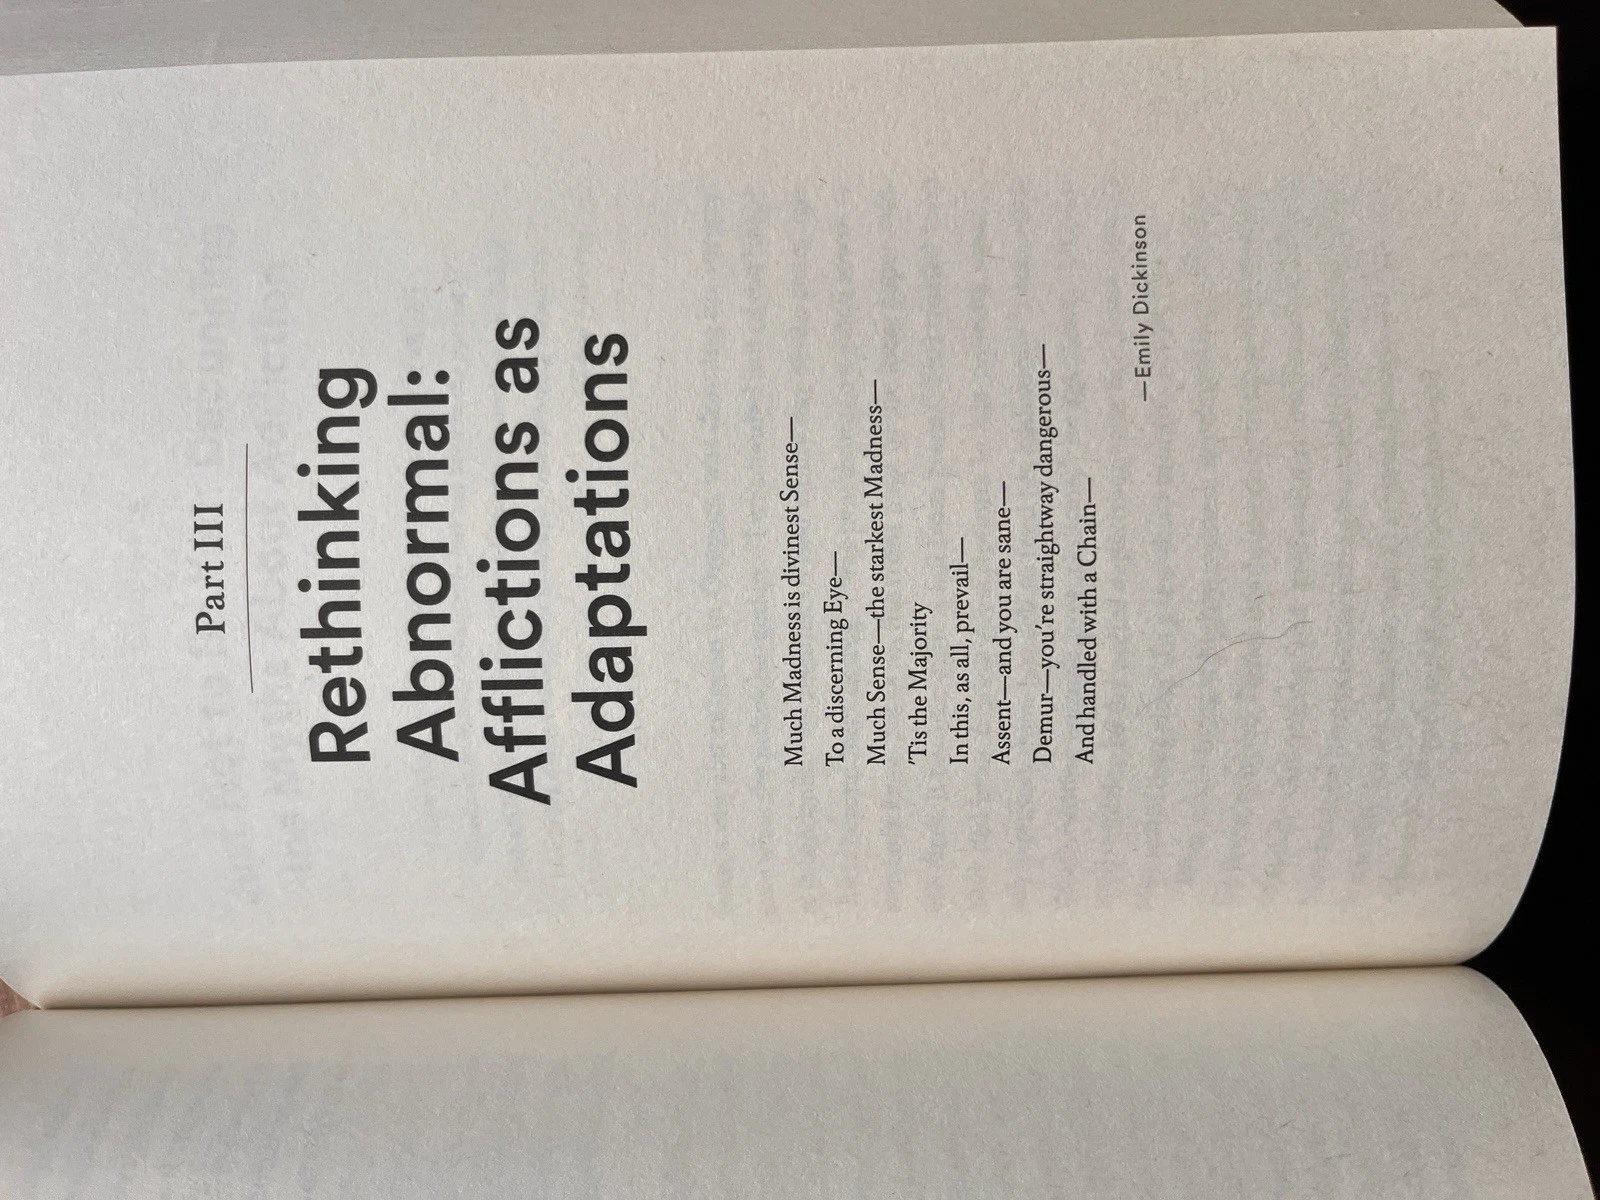 Part III
Rethinking
Abnormal:
Afflictions as
Adaptations
Much Madness is divinest Sense—
To a discerning Eye—
Much Sense—the starkest Madness—
’Tis the Majority
In this, as all, prevail—
Assent—and you are sane—
Demur—you’re straightway dangerous—
And handled with a Chain—
—Emily Dickinson